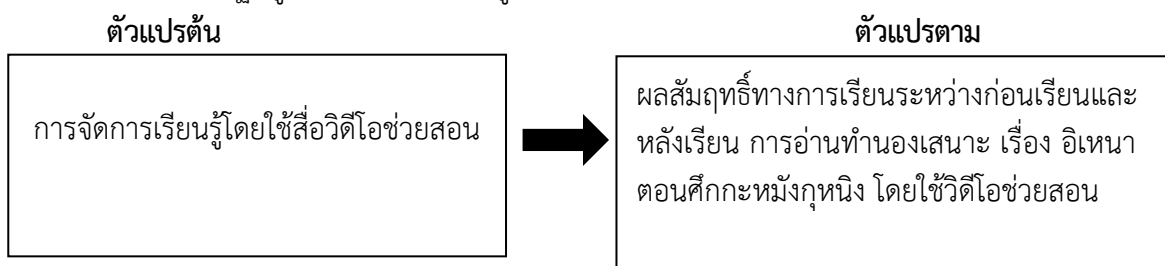 ตัวแปรต้น
ตัวแปรตาม
การจัดการเรียนรู้โดยใช้สื่อวิดีโอช่วยสอน
ผลสัมฤทธิ์ทางการเรียนระหว่างก่อนเรียนและ
หลังเรียน การอ่านทำนองเสนาะ เรื่อง อิเหนา
ตอนศึกกะหมังกุหนิง โดยใช้วิดีโอช่วยสอน